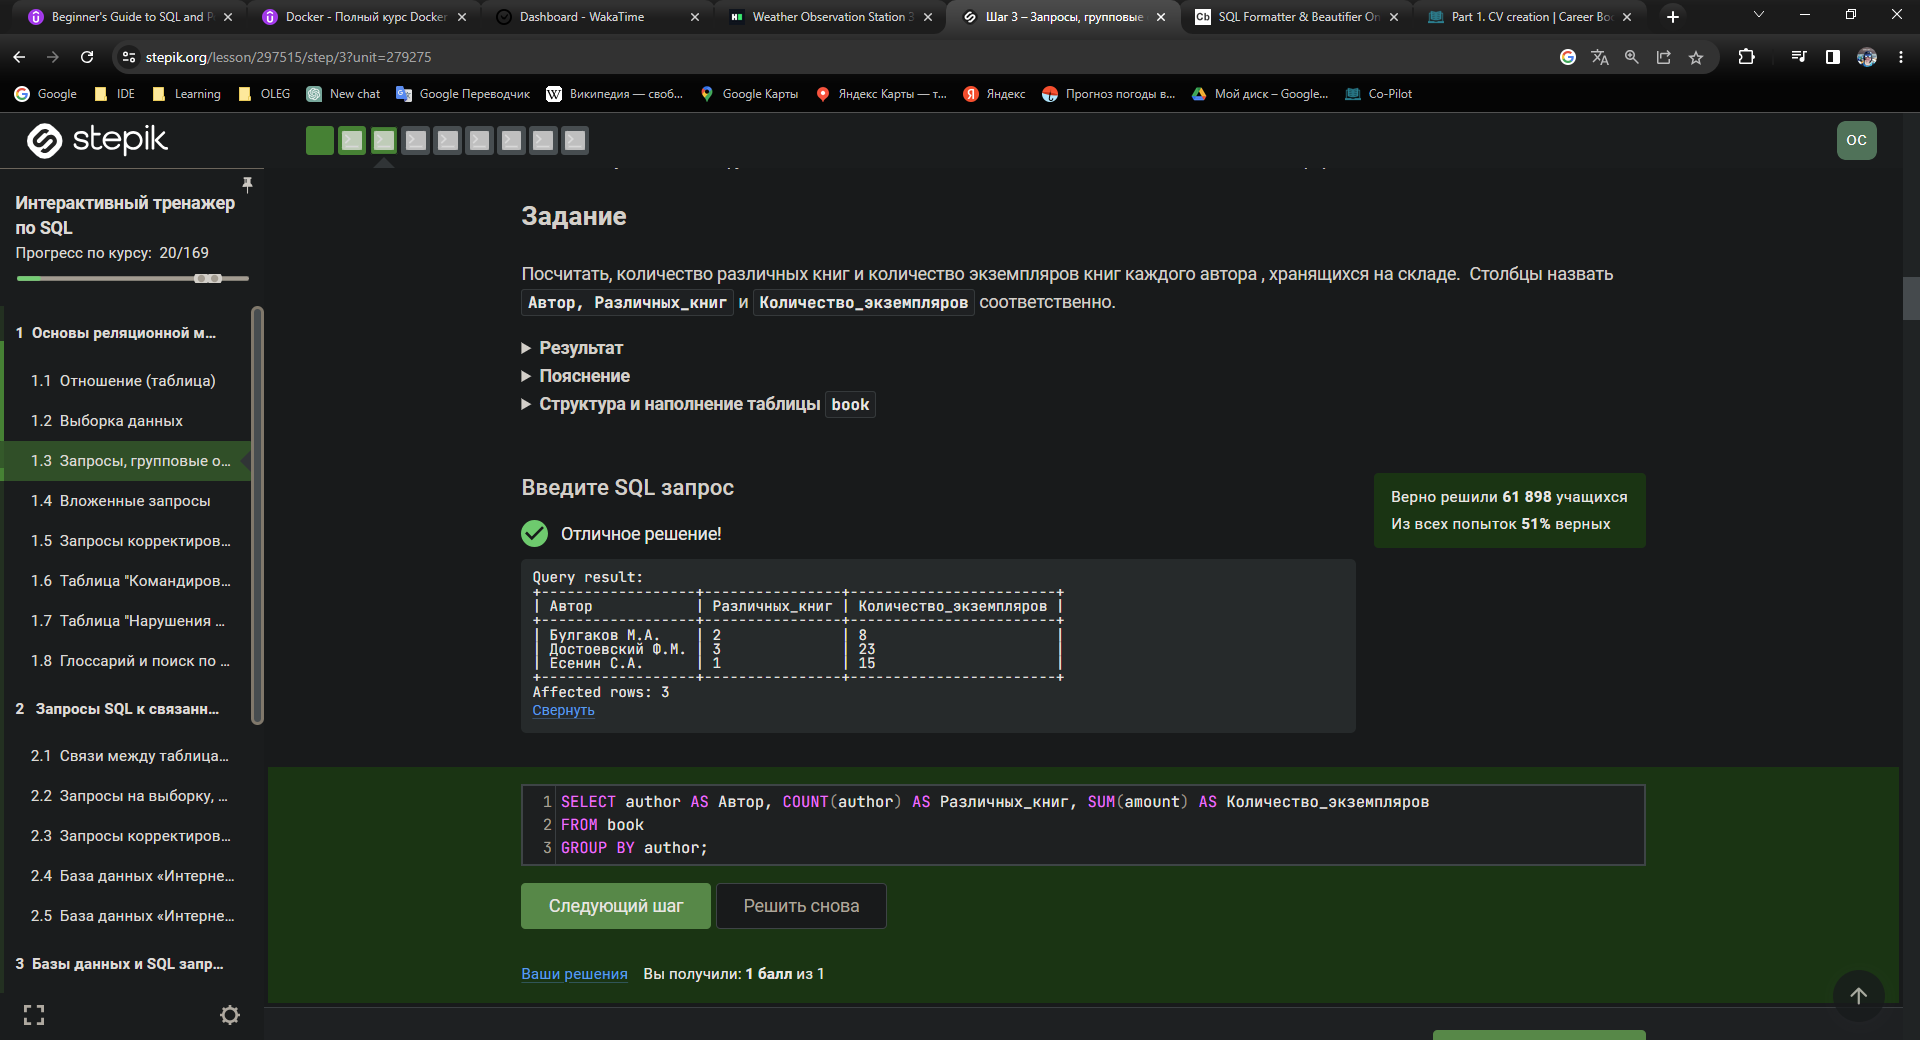 Beginner's Guide to SQL and P
Docker - Полный курс Docker
Dashboard - WakaTime
Weather Observation Station 3
Шаг 3 – Запросы, групповые
SQL Formatter & Beautifier On
Part 1. CV creation | Career Bo
stepik.org/lesson/297515/step/3?unit=279275
Google
IDE
Learning
OLEG
New chat
Google Переводчик
Википедия — своб...
Google Карты
Яндекс Карты — т...
Яндекс
Прогноз погоды в...
Мой диск – Google...
Co-Pilot
stepik
OC
Интерактивный тренажер
по SQL
Прогресс по курсу: 20/169
1 Основы реляционной м...
1.1 Отношение (таблица)
1.2 Выборка данных
1.3 Запросы, групповые о...
1.4 Вложенные запросы
1.5 Запросы корректиров...
1.6 Таблица "Командиров...
1.7 Таблица "Нарушения ...
1.8 Глоссарий и поиск по ...
2 Запросы SQL к связанн...
2.1 Связи между таблица...
2.2 Запросы на выборку, ...
2.3 Запросы корректиров...
2.4 База данных «Интерне...
2.5 База данных «Интерне...
3 Базы данных и SQL запр...
Задание
Посчитать, количество различных книг и количество экземпляров книг каждого автора , хранящихся на складе. Столбцы назвать
Автор, Различных_книг и Количество_экземпляров соответственно.
Результат
Пояснение
Структура и наполнение таблицы book
Введите SQL запрос
Отличное решение!
Верно решили 61 898 учащихся
Из всех попыток 51% верных
Query result:
+------------------+----------------+------------------------+
| Автор | Различных_книг | Количество_экземпляров |
+------------------+----------------+------------------------+
| Булгаков М.А. | 2 | 8 |
| Достоевский Ф.М. | 3 | 23 |
| Есенин С.А. | 1 | 15 |
+------------------+----------------+------------------------+
Affected rows: 3
Свернуть
1 SELECT author AS Автор, COUNT(author) AS Различных_книг, SUM(amount) AS Количество_экземпляров
2 FROM book
3 GROUP BY author;
Следующий шаг
Решить снова
Ваши решения Вы получили: 1 балл из 1